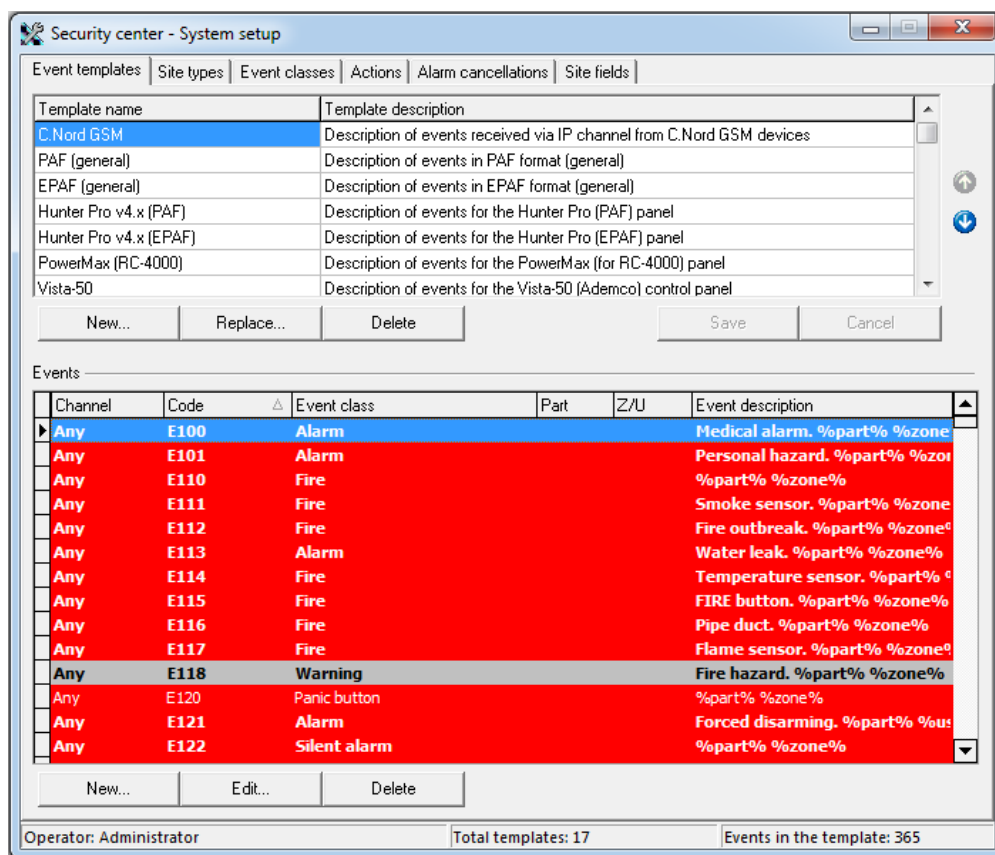 Security center - System setup
Event templates Site types Event classes Actions Alarm cancellations Site fields
Template name Template description
C.Nord GSM Description of events received via IP channel from C.Nord GSM devices
PAF (general) Description of events in PAF format (general)
EPAF (general) Description of events in EPAF format (general)
Hunter Pro v4.x (PAF) Description of events for the Hunter Pro (PAF) panel
Hunter Pro v4.x (EPAF) Description of events for the Hunter Pro (EPAF) panel
PowerMax (RC-4000) Description of events for the PowerMax (for RC-4000) panel
Vista-50 Description of events for the Vista-50 (Ademco) control panel
New... Replace... Delete Save Cancel
Events
Channel Code Event class Part Z/U Event description
Any E100 Alarm Medical alarm. %part% %zone
Any E101 Alarm Personal hazard. %part% %zon
Any E110 Fire %part% %zone%
Any E111 Fire Smoke sensor. %part% %zone
Any E112 Fire Fire outbreak. %part% %zone%
Any E113 Alarm Water leak. %part% %zone%
Any E114 Fire Temperature sensor. %part% %
Any E115 Fire FIRE button. %part% %zone%
Any E116 Fire Pipe duct. %part% %zone%
Any E117 Fire Flame sensor. %part% %zone%
Any E118 Warning Fire hazard. %part% %zone%
Any E120 Panic button %part% %zone%
Any E121 Alarm Forced disarming. %part% %us
Any E122 Silent alarm %part% %zone%
New... Edit... Delete
Operator: Administrator Total templates: 17 Events in the template: 365